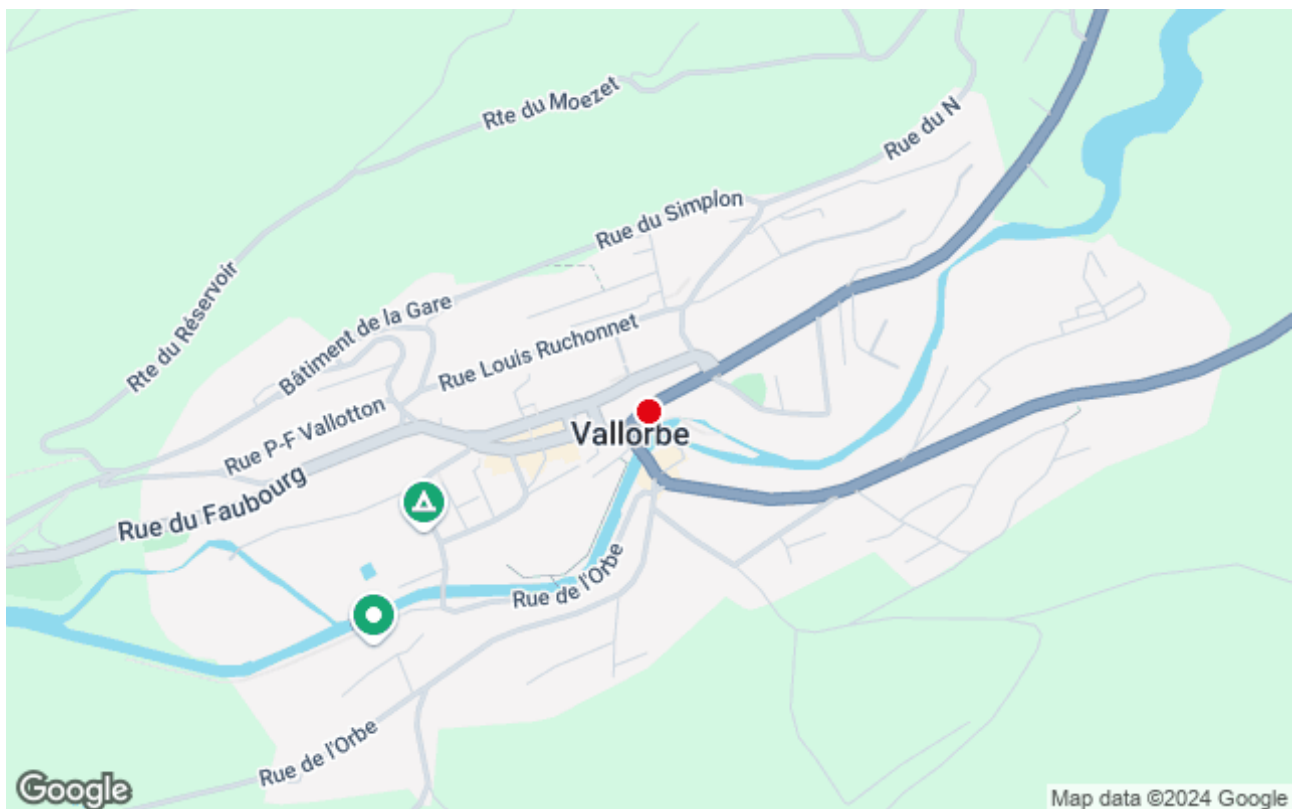 Rte du Moezet
Rue du N
Rue du Simplon
Rte du Réservoir
Bâtiment de la Gare
Rue Louis Ruchonnet
Rue P-F Vallotton
Vallorbe
Rue du Faubourg
Rue de l'Orbe
Rue de l'Orbe
Google
Map data ©2024 Google